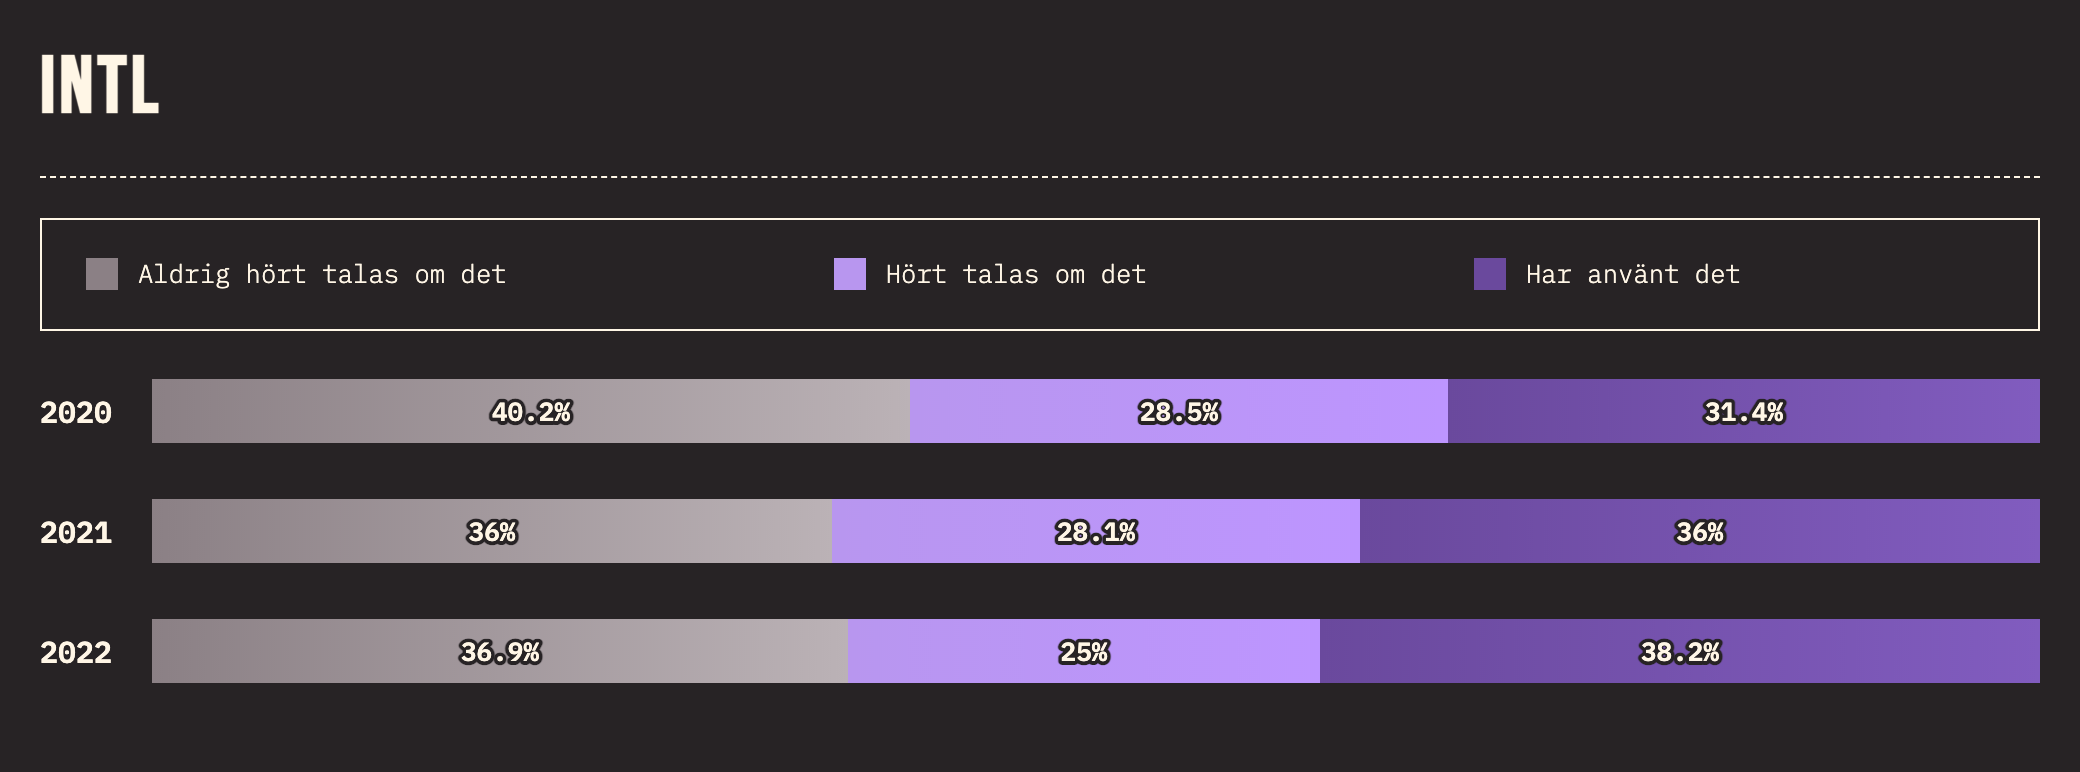 INTL
Aldrig hört talas om det Hört talas om det Har använt det
2020 40.2% 28.5% 31.4%
2021 36% 28.1% 36%
2022 36.9% 25% 38.2%